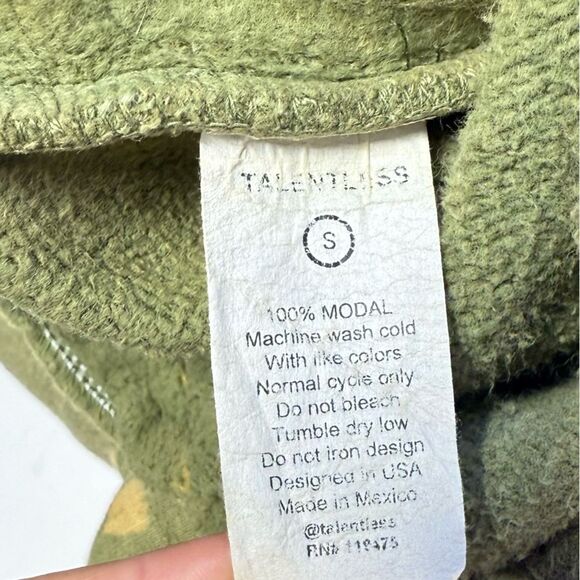 TALENTLESS
S
100% MODAL
Machine wash cold
With like colors
Normal cycle only
Do not bleach
Tumble dry low
Do not iron design
Designed in USA
Made in Mexico
@talentless
RN#